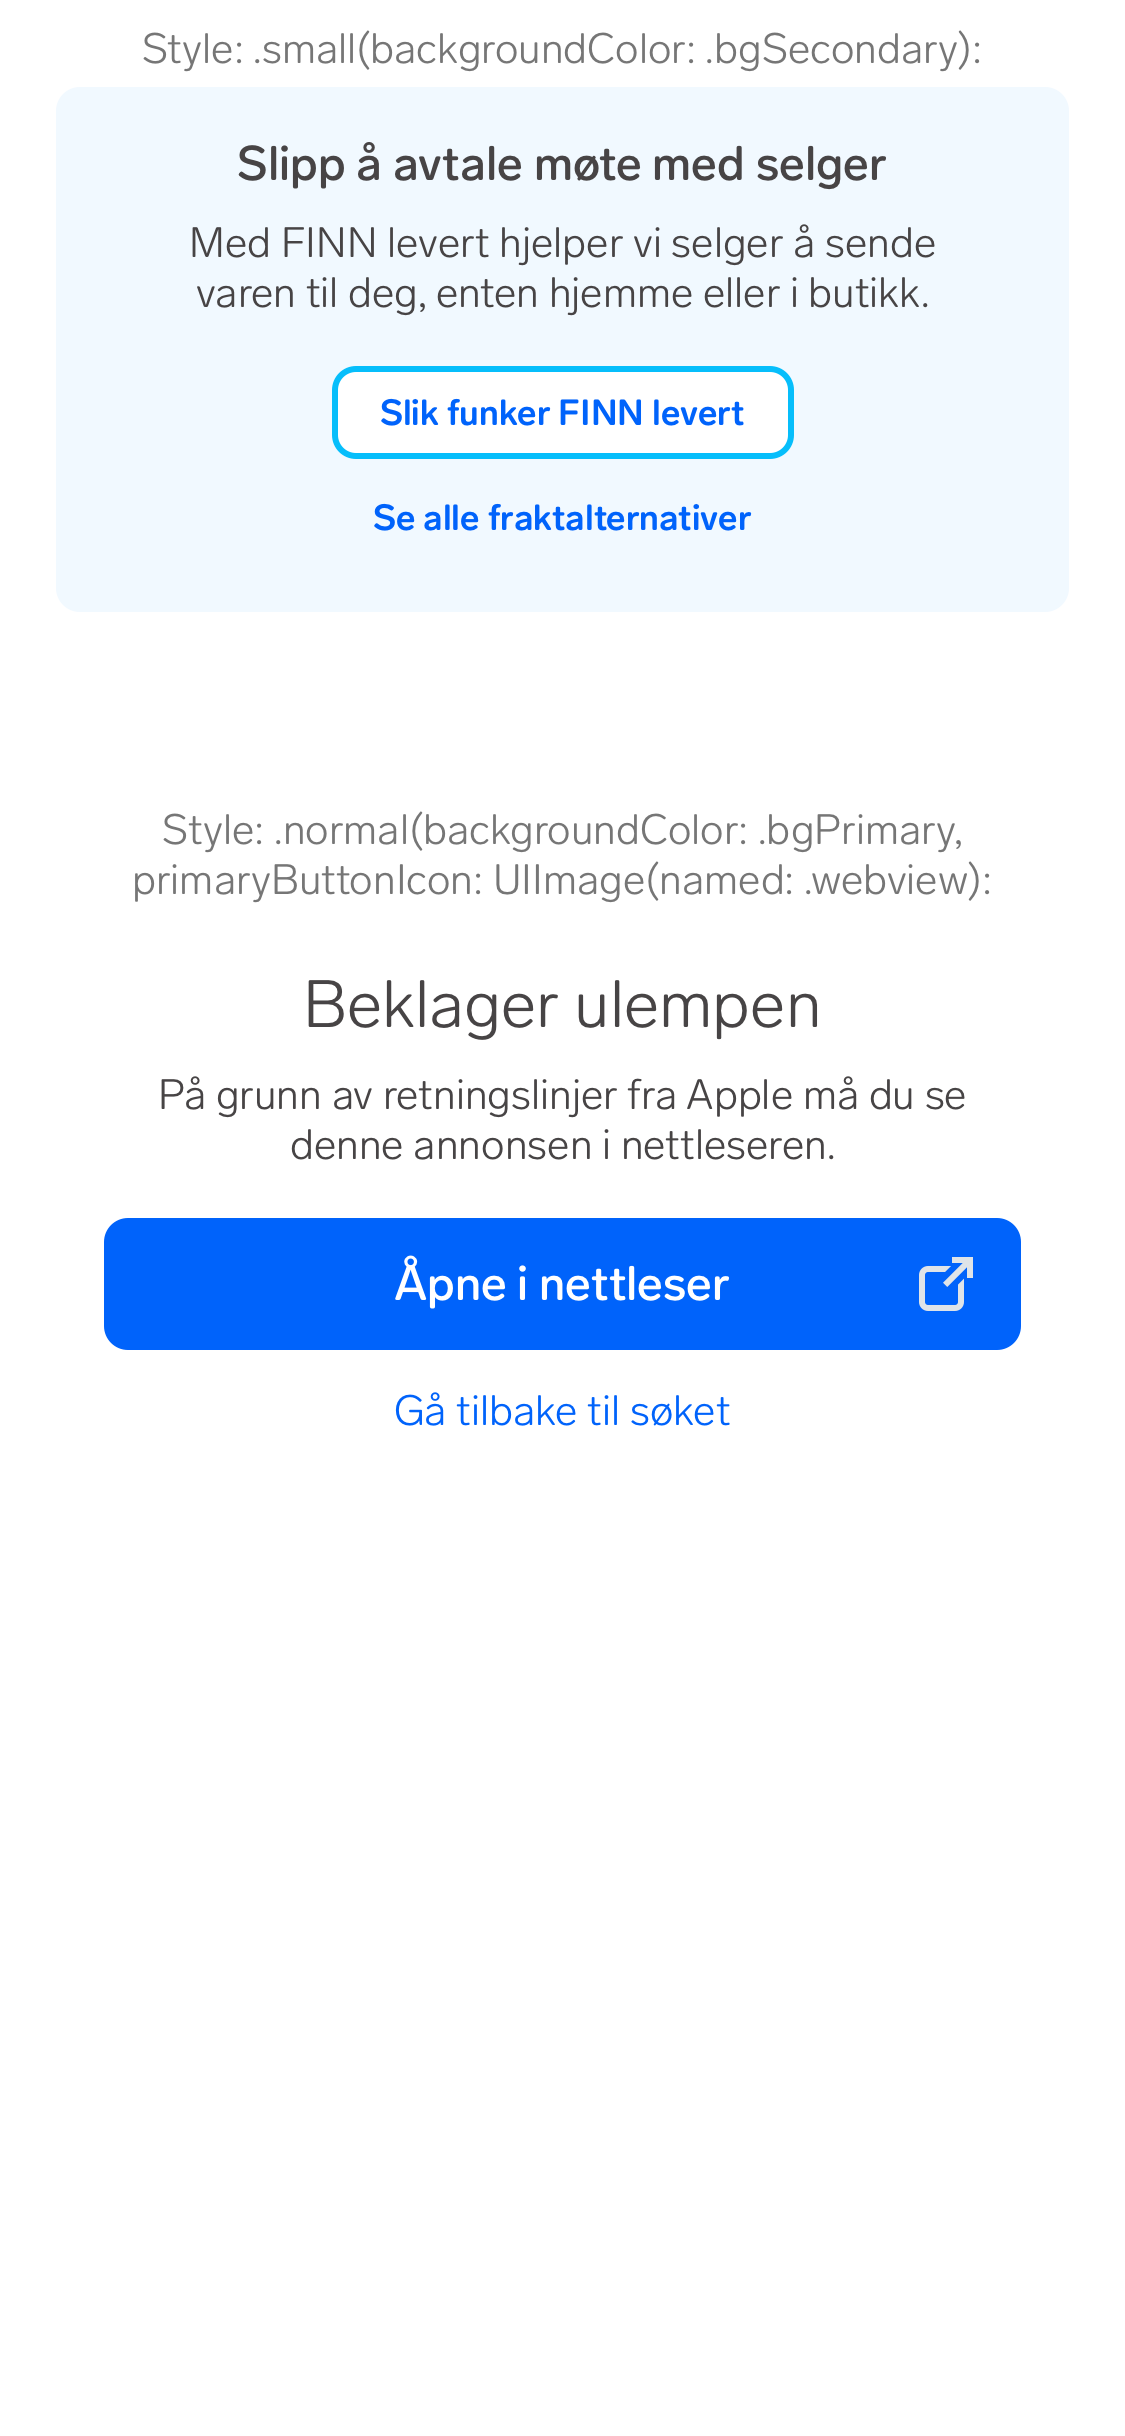 Style: .small(backgroundColor: .bgSecondary):
Slipp å avtale møte med selger
Med FINN levert hjelper vi selger å sende
varen til deg, enten hjemme eller i butikk.
Slik funker FINN levert
Se alle fraktalternativer
Style: .normal(backgroundColor: .bgPrimary,
primaryButtonIcon: UIImage(named: .webview):
Beklager ulempen
På grunn av retningslinjer fra Apple må du se
denne annonsen i nettleseren.
Åpne i nettleser
Gå tilbake til søket